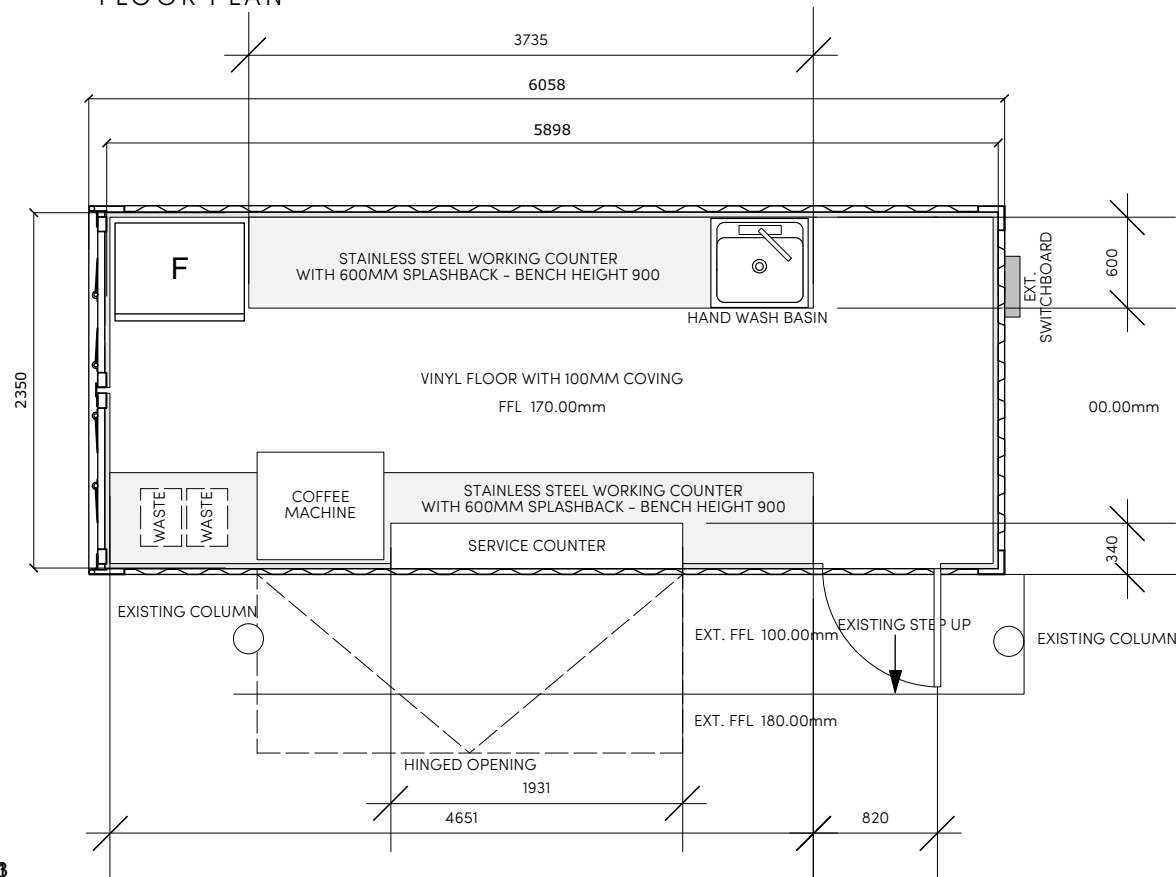 FLOOR PLAN
3735
6058
5898
F
STAINLESS STEEL WORKING COUNTER
WITH 600MM SPLASHBACK - BENCH HEIGHT 900
HAND WASH BASIN
EXT.
SWITCHBOARD
600
2350
VINYL FLOOR WITH 100MM COVING
FFL 170.00mm
00.00mm
WASTE
WASTE
COFFEE
MACHINE
STAINLESS STEEL WORKING COUNTER
WITH 600MM SPLASHBACK - BENCH HEIGHT 900
SERVICE COUNTER
340
EXISTING COLUMN
EXT. FFL 100.00mm
EXISTING STEP UP
EXISTING COLUMN
EXT. FFL 180.00mm
HINGED OPENING
1931
4651
820